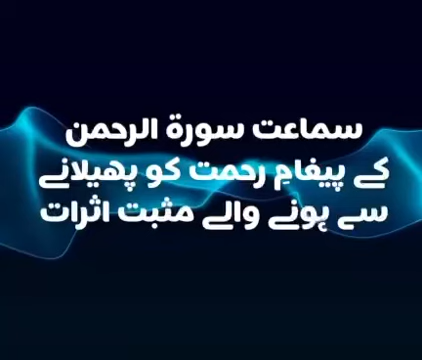 سماعت سورۃ الرحمن
کے پیغامِ رحمت کو پھیلانے
سے ہونے والے مثبت اثرات